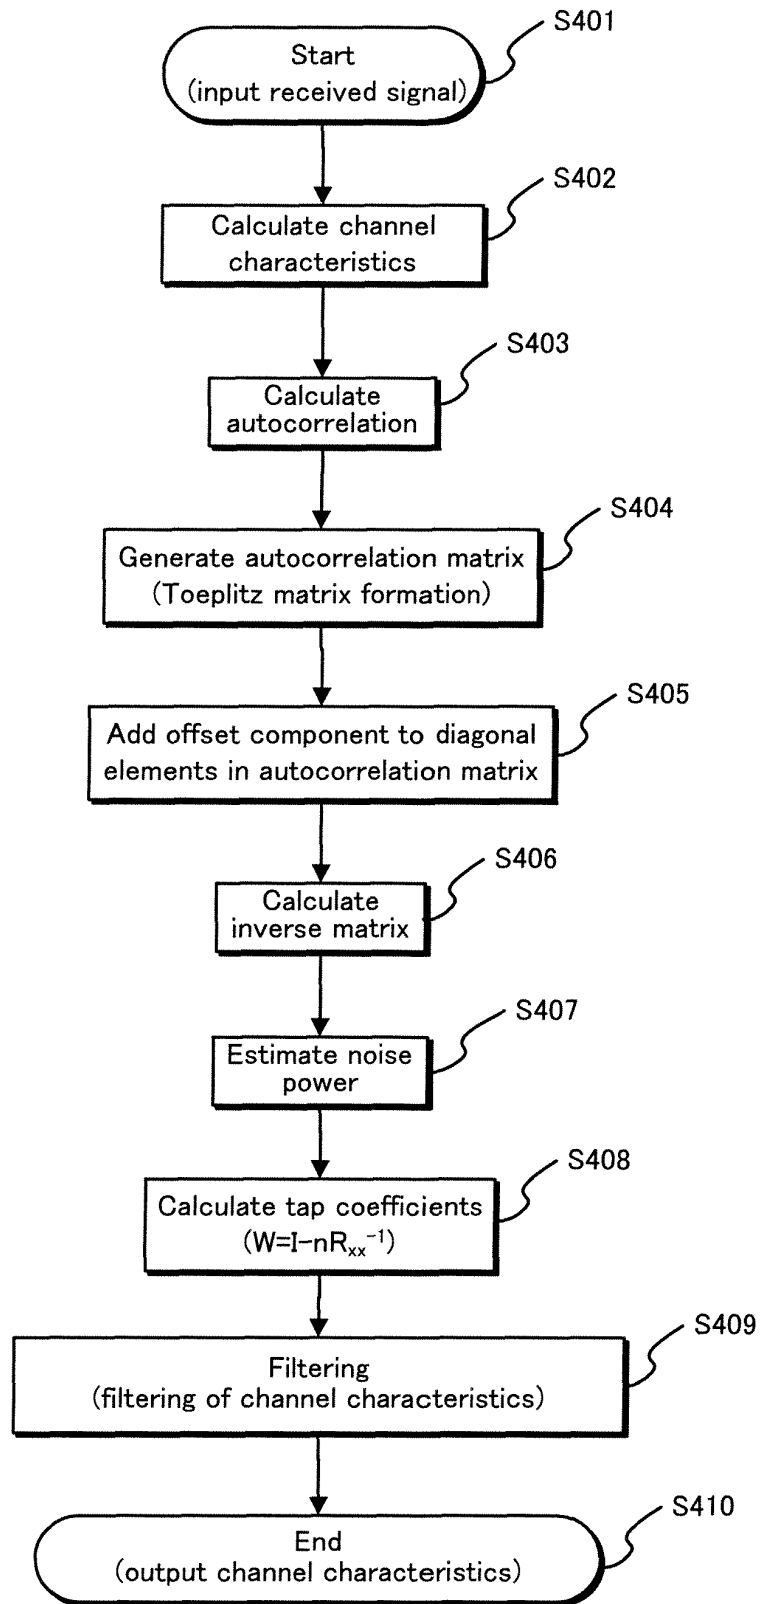 S401
Start
(input received signal)
S402
Calculate channel
characteristics
S403
Calculate
autocorrelation
S404
Generate autocorrelation matrix
(Toeplitz matrix formation)
S405
Add offset component to diagonal
elements in autocorrelation matrix
S406
Calculate
inverse matrix
S407
Estimate noise
power
S408
Calculate tap coefficients
(W=I-nRₓₓ⁻¹)
S409
Filtering
(filtering of channel characteristics)
S410
End
(output channel characteristics)